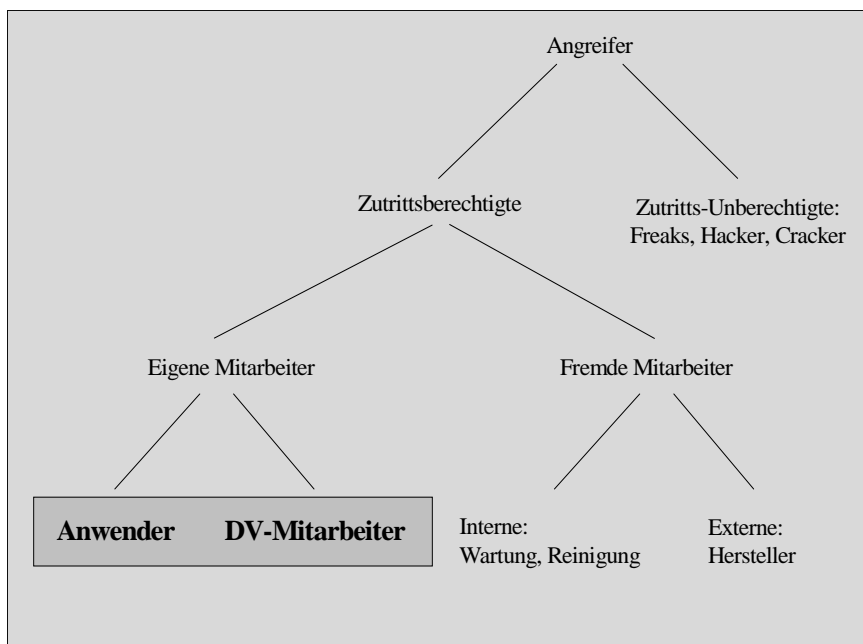 Angreifer
Zutrittsberechtigte
Zutritts-Unberechtigte:
Freaks, Hacker, Cracker
Eigene Mitarbeiter
Fremde Mitarbeiter
Anwender
DV-Mitarbeiter
Interne:
Wartung, Reinigung
Externe:
Hersteller